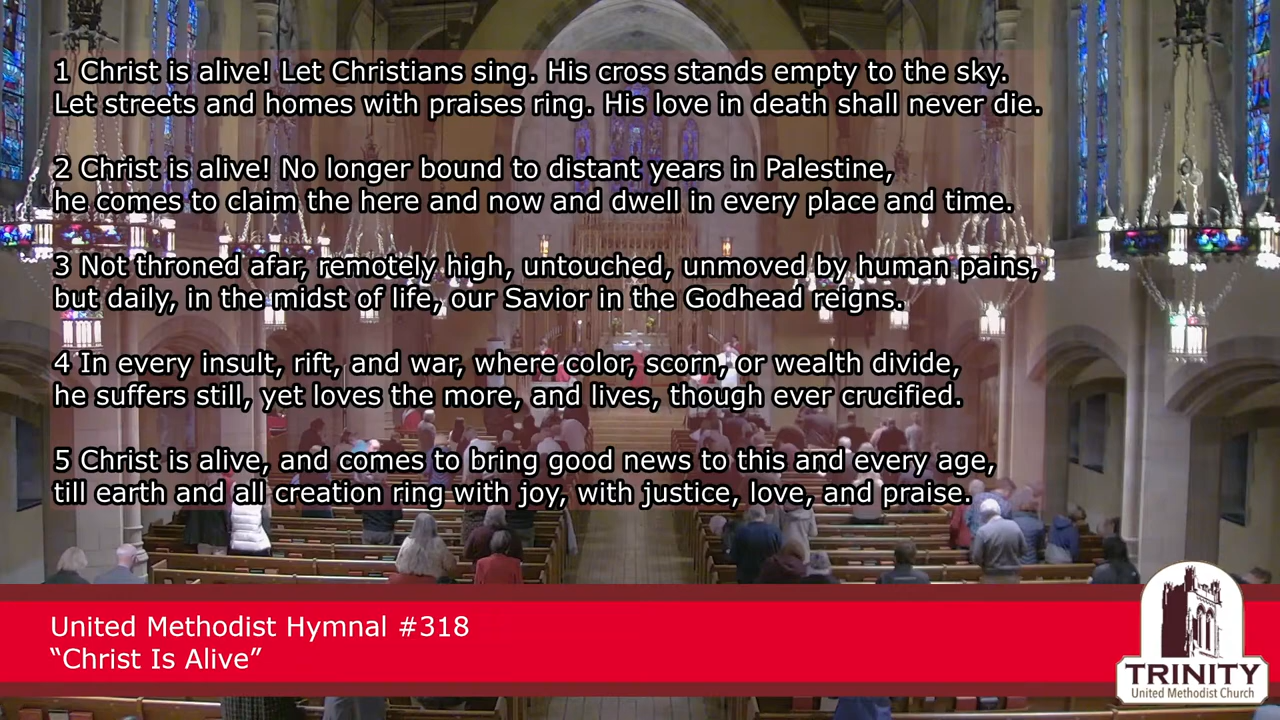 1 Christ is alive! Let Christians sing. His cross stands empty to the sky.
Let streets and homes with praises ring. His love in death shall never die.
2 Christ is alive! No longer bound to distant years in Palestine,
he comes to claim the here and now and dwell in every place and time.
3 Not throned afar, remotely high, untouched, unmoved by human pains,
but daily, in the midst of life, our Savior in the Godhead reigns.
4 In every insult, rift, and war, where color, scorn, or wealth divide,
he suffers still, yet loves the more, and lives, though ever crucified.
5 Christ is alive, and comes to bring good news to this and every age,
till earth and all creation ring with joy, with justice, love, and praise.
United Methodist Hymnal #318
“Christ Is Alive”
TRINITY
United Methodist Church